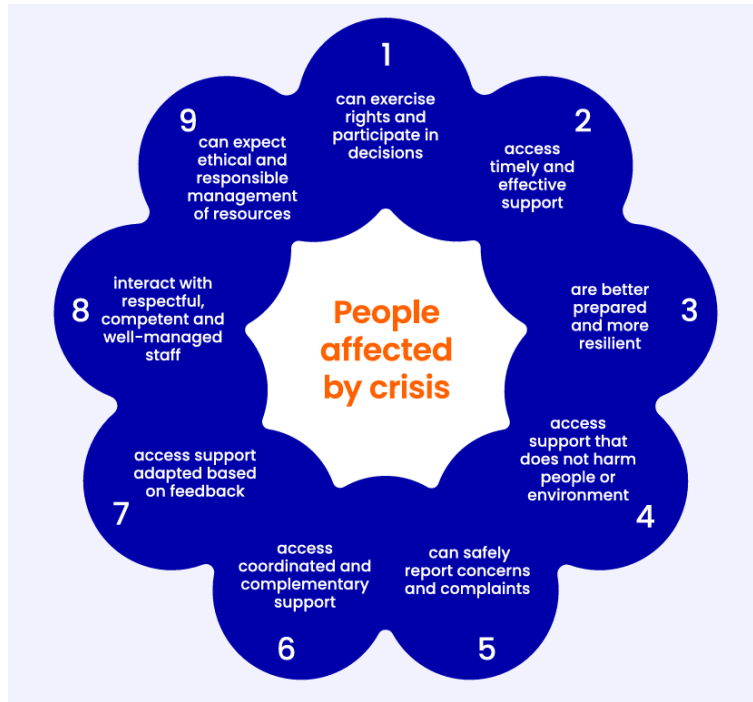 People
affected
by crisis
1
can exercise
rights and
participate in
decisions
2
access
timely and
effective
support
3
are better
prepared
and more
resilient
4
access
support that
does not harm
people or
environment
5
can safely
report concerns
and complaints
6
access
coordinated and
complementary
support
7
access support
adapted based
on feedback
8
interact with
respectful,
competent and
well-managed
staff
9
can expect
ethical and
responsible
management
of resources